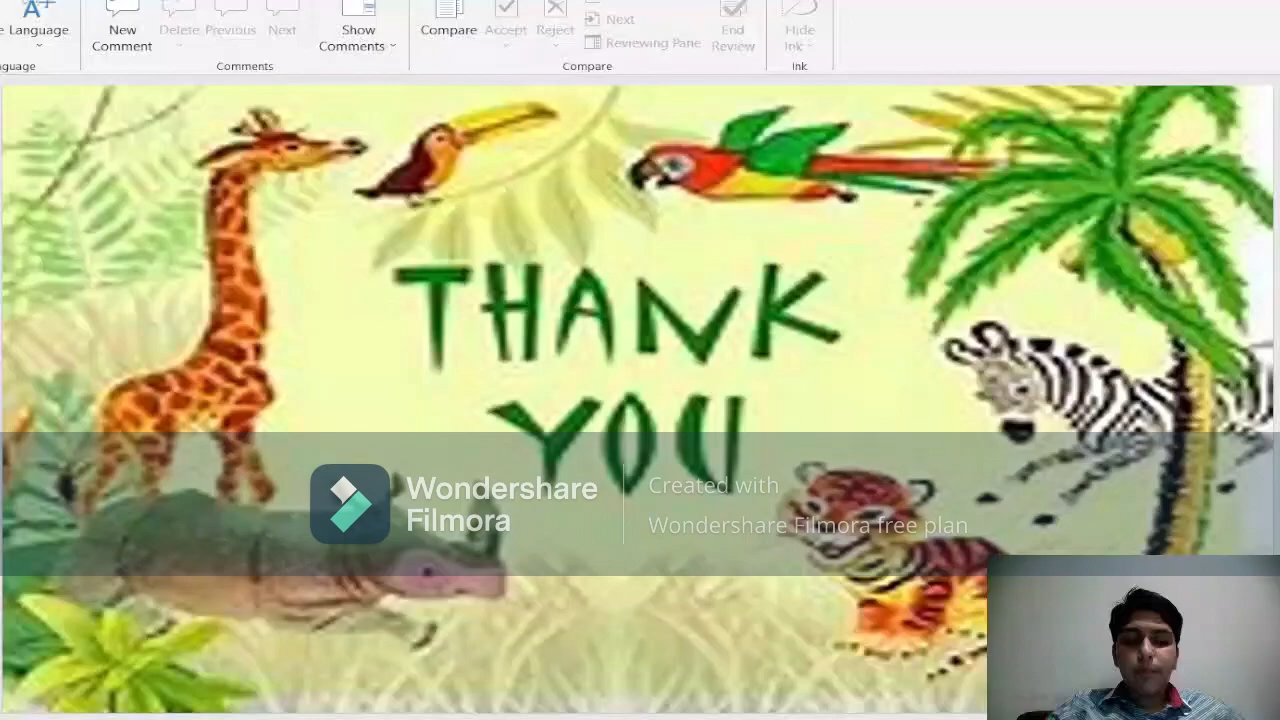 Language
New Comment
Delete
Previous
Next
Show Comments
Compare
Accept
Reject
Next
Reviewing Pane
End Review
Hide Ink
Comments
Compare
Ink
THANK
YOU
Wondershare
Filmora
Created with
Wondershare Filmora free plan